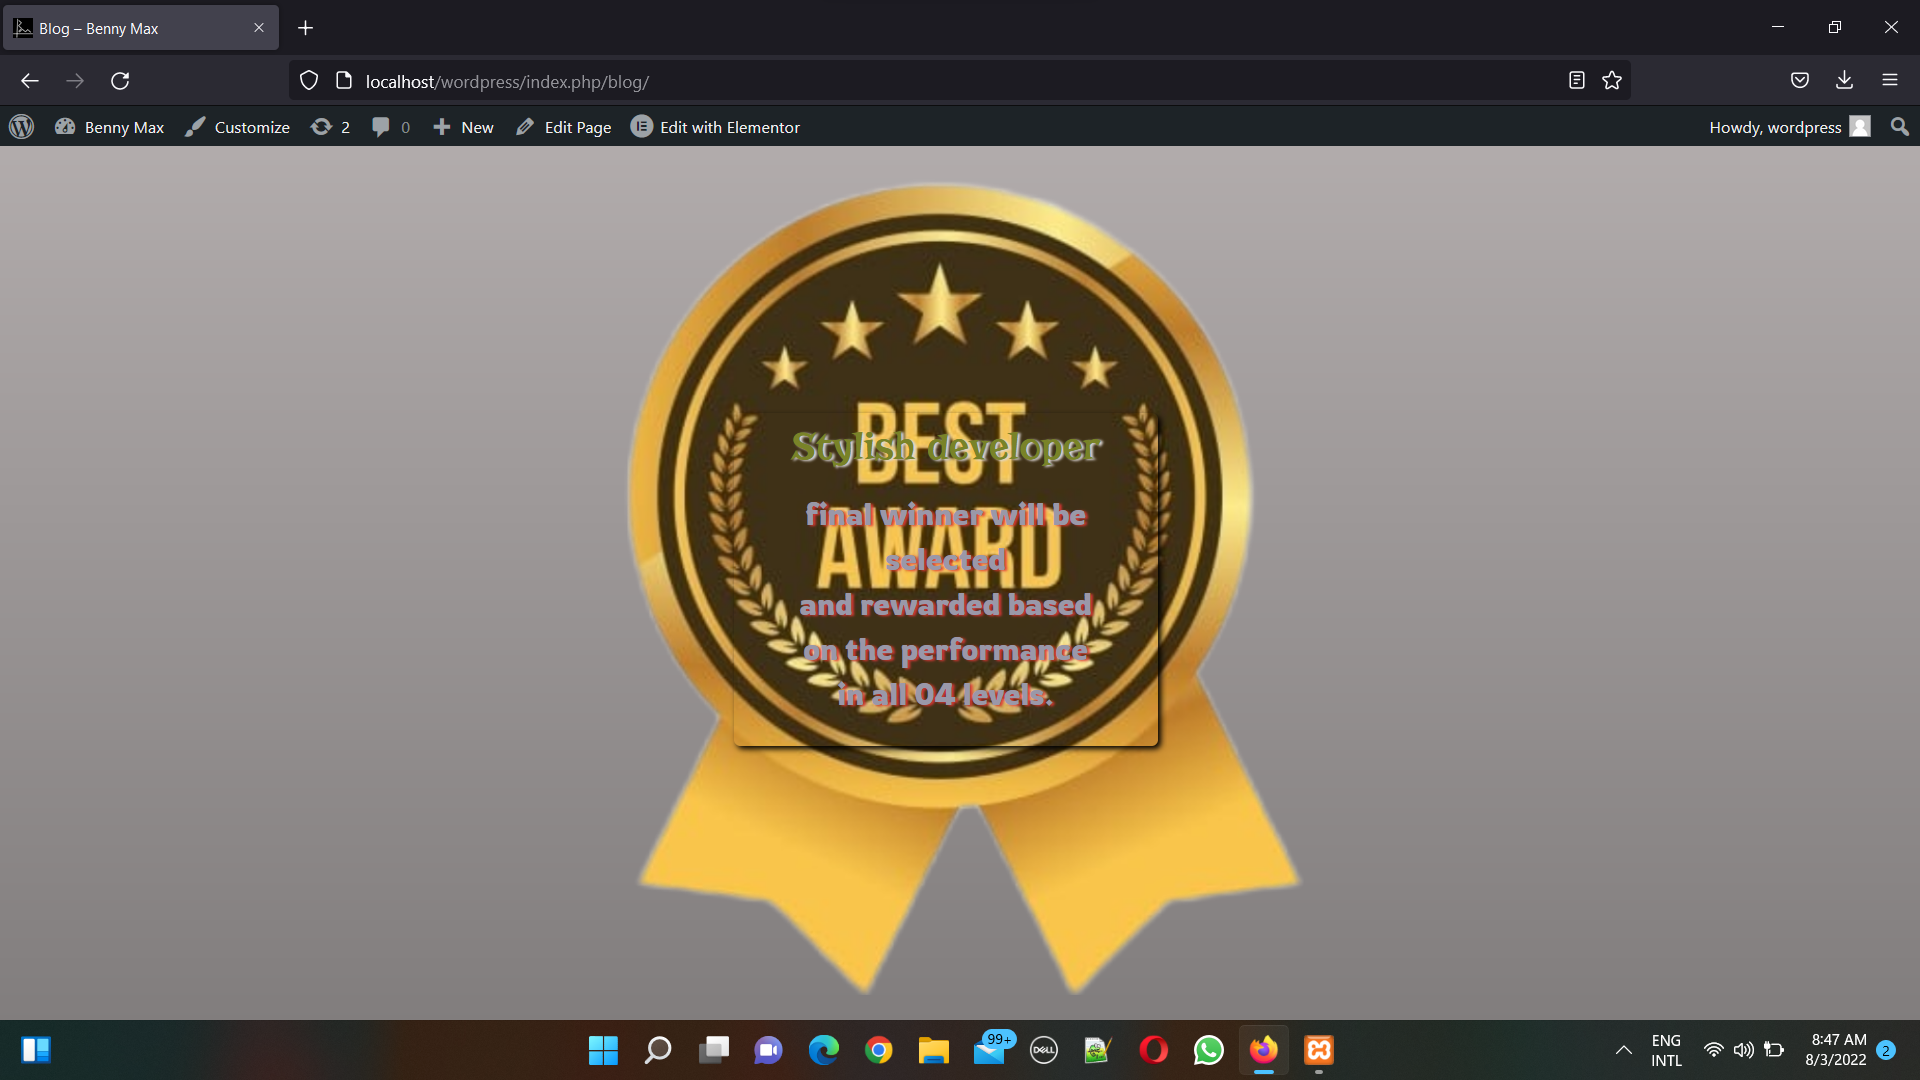 Blog – Benny Max
localhost/wordpress/index.php/blog/
Benny Max
Customize
2
0
New
Edit Page
Edit with Elementor
Howdy, wordpress
BEST
Stylish developer
final winner will be
AWARD
selected
and rewarded based
on the performance
in all 04 levels.
99+
DELL
ENG
INTL
8:47 AM
8/3/2022
2